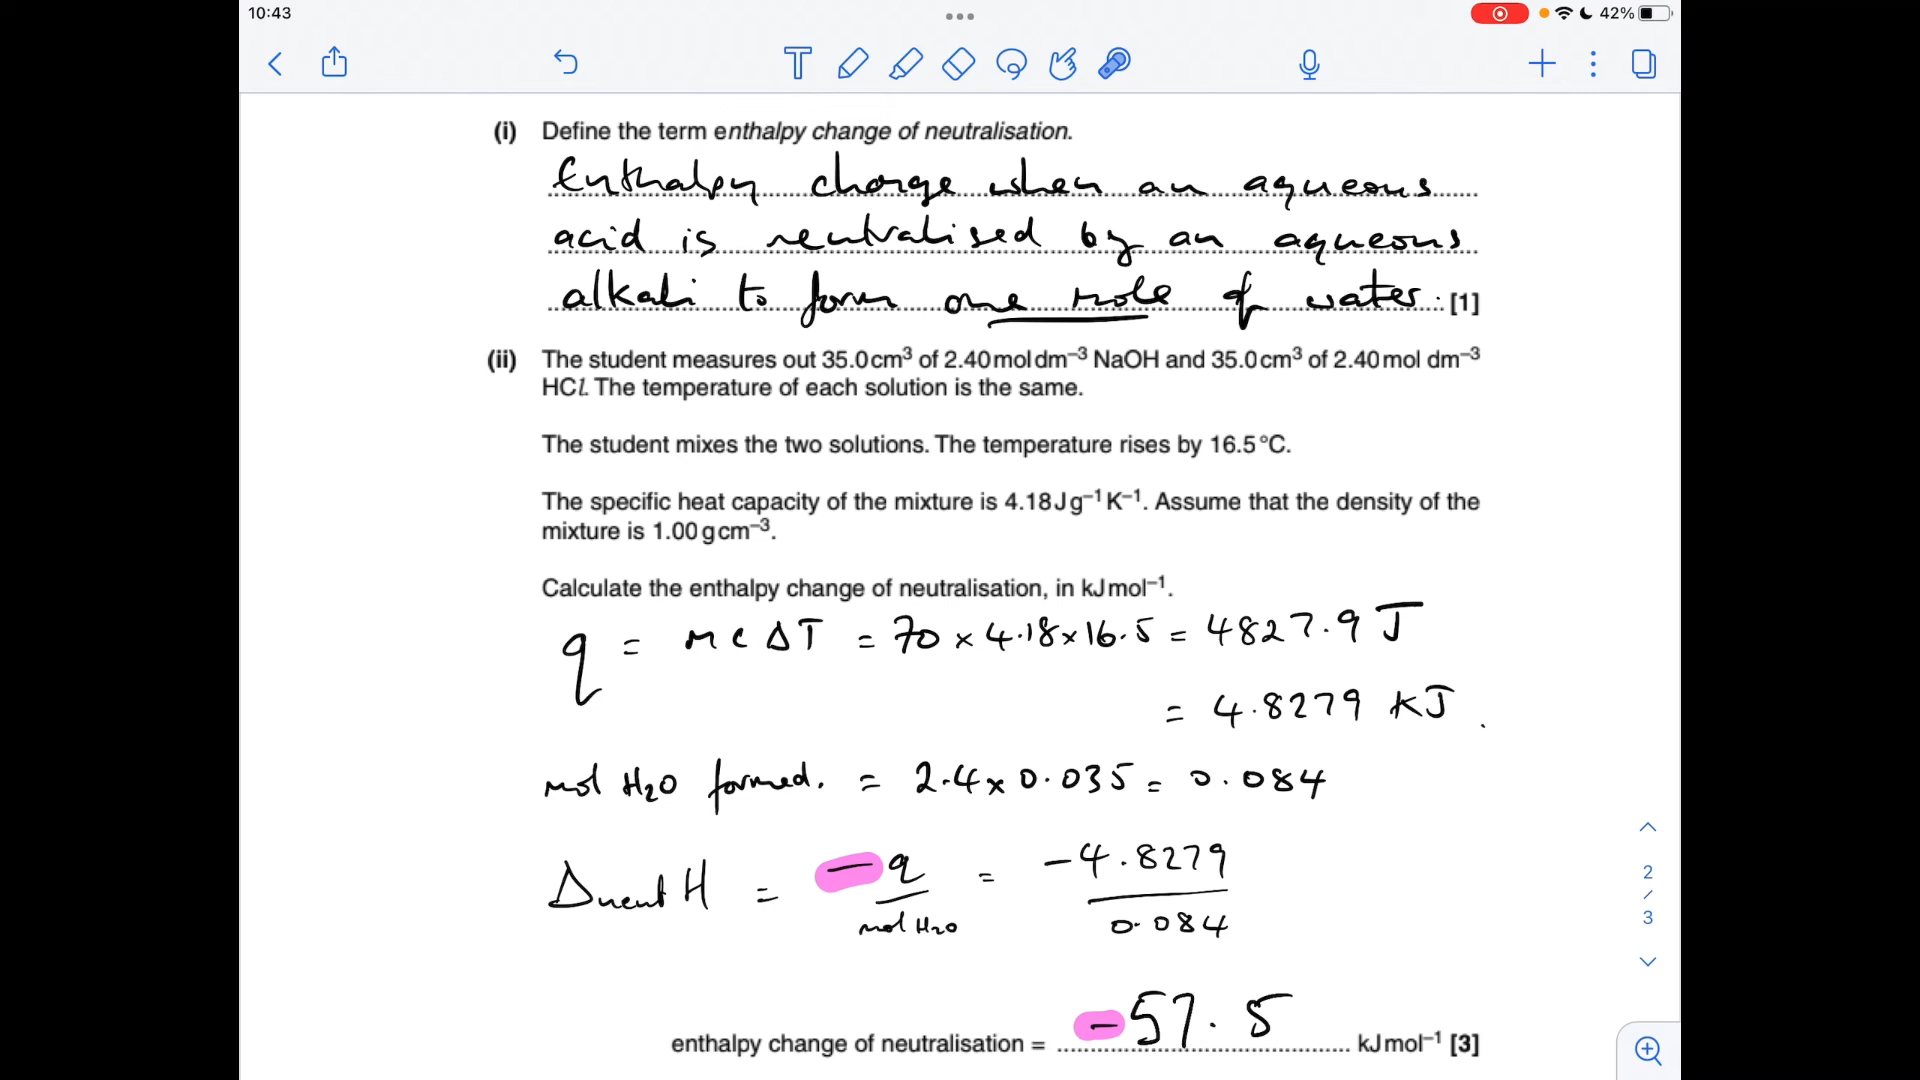 10:43
42%
T
(i) Define the term enthalpy change of neutralisation.
Enthalpy change when an aqueous
acid is neutralised by an aqueous
alkali to form one mole of water. [1]
(ii) The student measures out 35.0 cm³ of 2.40 mol dm⁻³ NaOH and 35.0 cm³ of 2.40 mol dm⁻³
HCl. The temperature of each solution is the same.
The student mixes the two solutions. The temperature rises by 16.5 °C.
The specific heat capacity of the mixture is 4.18 J g⁻¹ K⁻¹. Assume that the density of the
mixture is 1.00 g cm⁻³.
Calculate the enthalpy change of neutralisation, in kJ mol⁻¹.
q = mcΔT = 70 × 4.18 × 16.5 = 4827.9 J
= 4.8279 KJ.
mol H₂O formed. = 2.4 × 0.035 = 0.084
Δneut H = −q / mol H₂O = −4.8279 / 0.084
enthalpy change of neutralisation = −57.5 kJ mol⁻¹ [3]
2
/
3